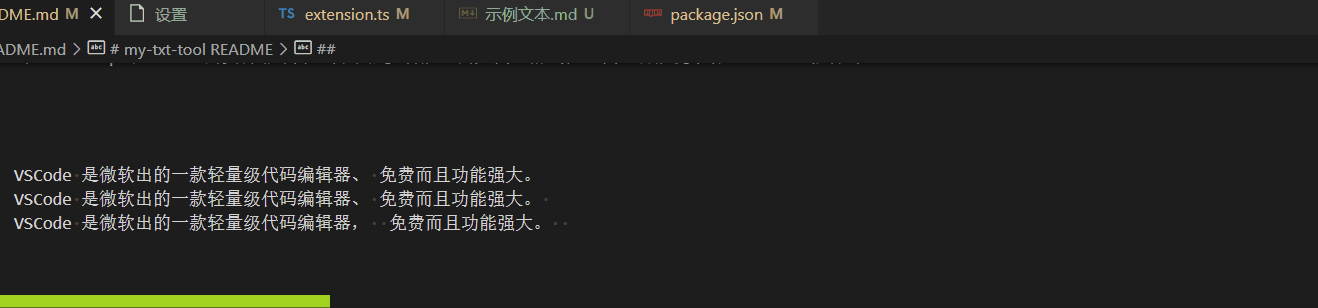 DME.md M × 设置 TS extension.ts M 示例文本.md U package.json M
ADME.md > abc # my-txt-tool README > abc ##
VSCode 是微软出的一款轻量级代码编辑器、 免费而且功能强大。
VSCode 是微软出的一款轻量级代码编辑器、 免费而且功能强大。
VSCode 是微软出的一款轻量级代码编辑器，  免费而且功能强大。